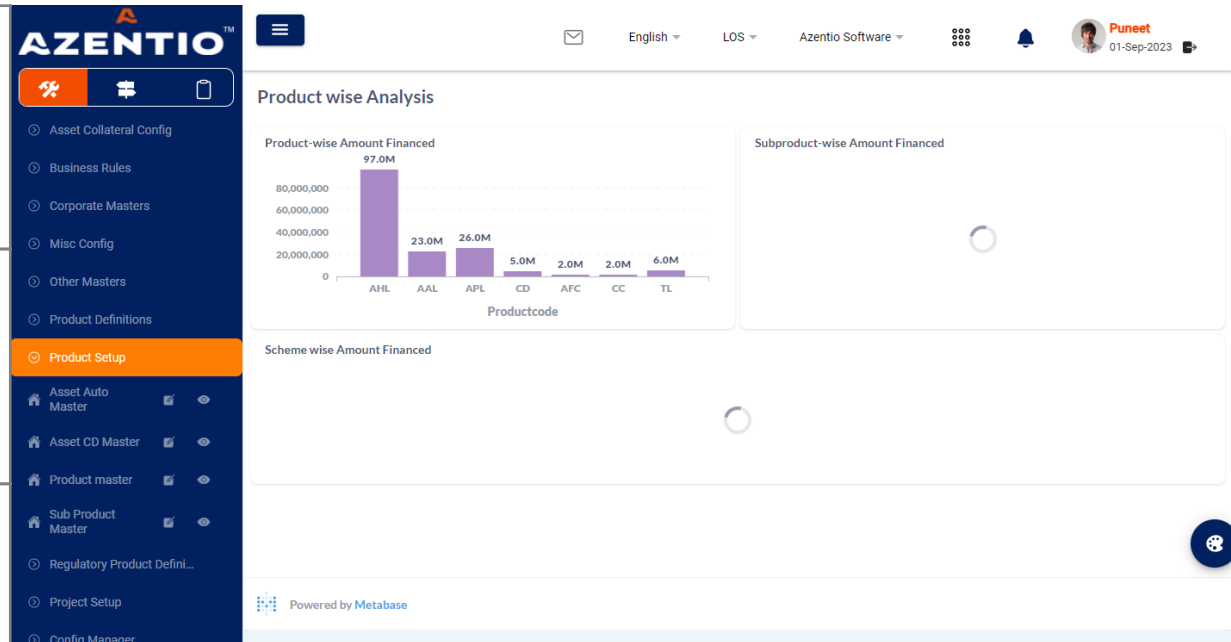 AZENTIO™
English
LOS
Azentio Software
Puneet
01-Sep-2023
Asset Collateral Config
Business Rules
Corporate Masters
Misc Config
Other Masters
Product Definitions
Product Setup
Asset Auto
Master
Asset CD Master
Product master
Sub Product
Master
Regulatory Product Defini...
Project Setup
Config Manager
Product wise Analysis
Product-wise Amount Financed
97.0M
80,000,000
60,000,000
40,000,000
20,000,000
0
23.0M
26.0M
5.0M
2.0M
2.0M
6.0M
AHL AAL APL CD AFC CC TL
Productcode
Subproduct-wise Amount Financed
Scheme wise Amount Financed
Powered by Metabase